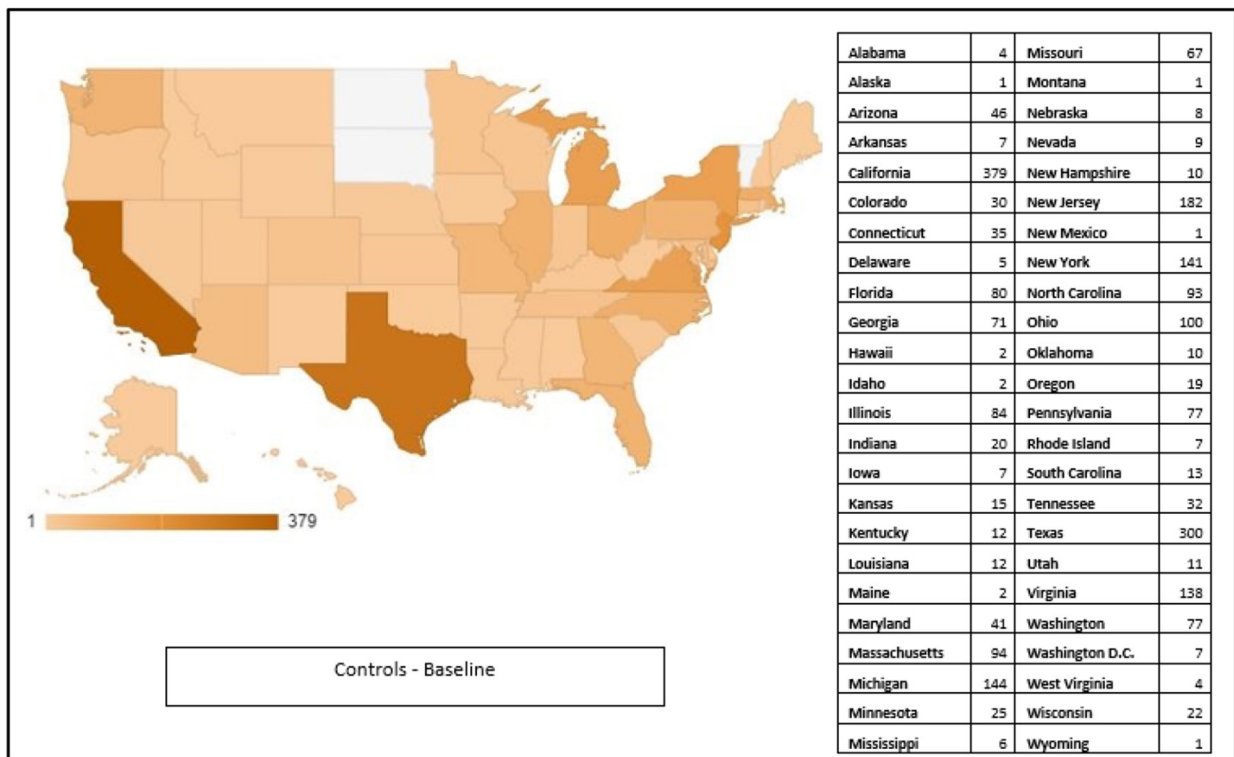 Alabama 4 Missouri 67
Alaska 1 Montana 1
Arizona 46 Nebraska 8
Arkansas 7 Nevada 9
California 379 New Hampshire 10
Colorado 30 New Jersey 182
Connecticut 35 New Mexico 1
Delaware 5 New York 141
Florida 80 North Carolina 93
Georgia 71 Ohio 100
Hawaii 2 Oklahoma 10
Idaho 2 Oregon 19
Illinois 84 Pennsylvania 77
Indiana 20 Rhode Island 7
Iowa 7 South Carolina 13
Kansas 15 Tennessee 32
Kentucky 12 Texas 300
Louisiana 12 Utah 11
Maine 2 Virginia 138
Maryland 41 Washington 77
Massachusetts 94 Washington D.C. 7
Michigan 144 West Virginia 4
Minnesota 25 Wisconsin 22
Mississippi 6 Wyoming 1
1 379
Controls - Baseline